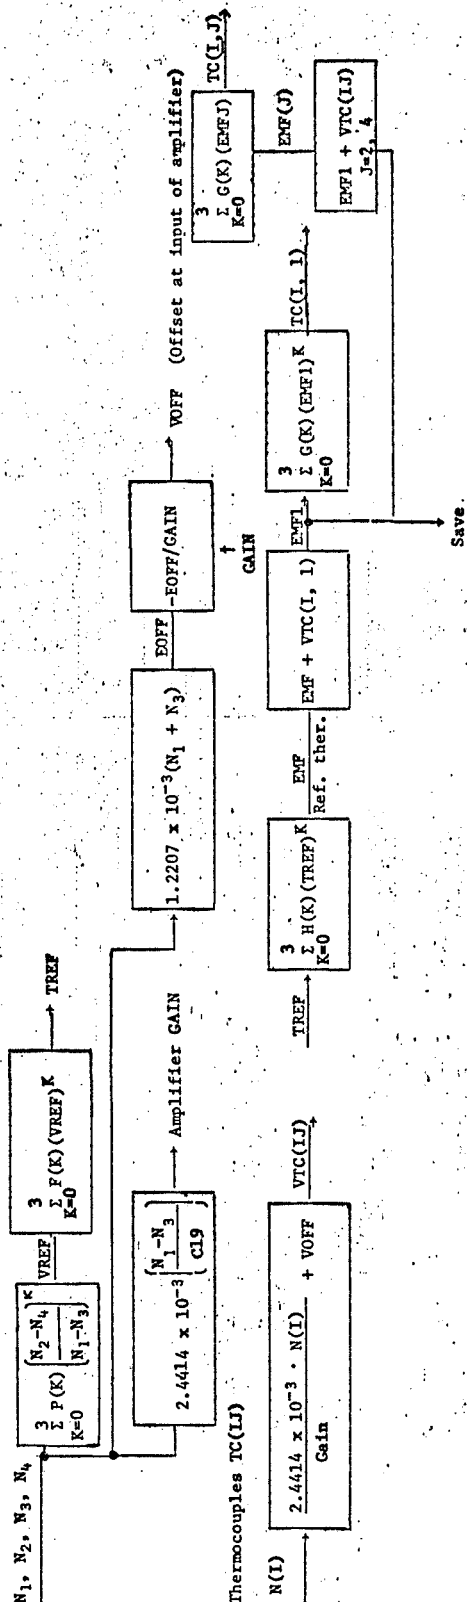 N₁, N₂, N₃, N₄
3
Σ P(K) [N₂-N₄ / N₁-N₃]ᴷ
K=0
VREF
3
Σ F(K)(VREF)ᴷ
K=0
TREF
2.4414 x 10⁻³ [N₁-N₃ / C19]
Amplifier GAIN
1.2207 x 10⁻³(N₁ + N₃)
EOFF
-EOFF/GAIN
GAIN
VOFF (Offset at input of amplifier)
Thermocouples TC(IJ)
N(I)
2.4414 x 10⁻³ · N(I) + VOFF
Gain
VTC(IJ)
TREF
3
Σ H(K)(TREF)ᴷ
K=0
EMF
Ref. ther.
EMF + VTC(I, 1)
EMF1
3
Σ G(K)(EMF1)ᴷ
K=0
TC(I, 1)
Save.
EMF1 + VTC(IJ)
J=2, 4
EMF(J)
3
Σ G(K)(EMFJ)
K=0
TC(I,J)